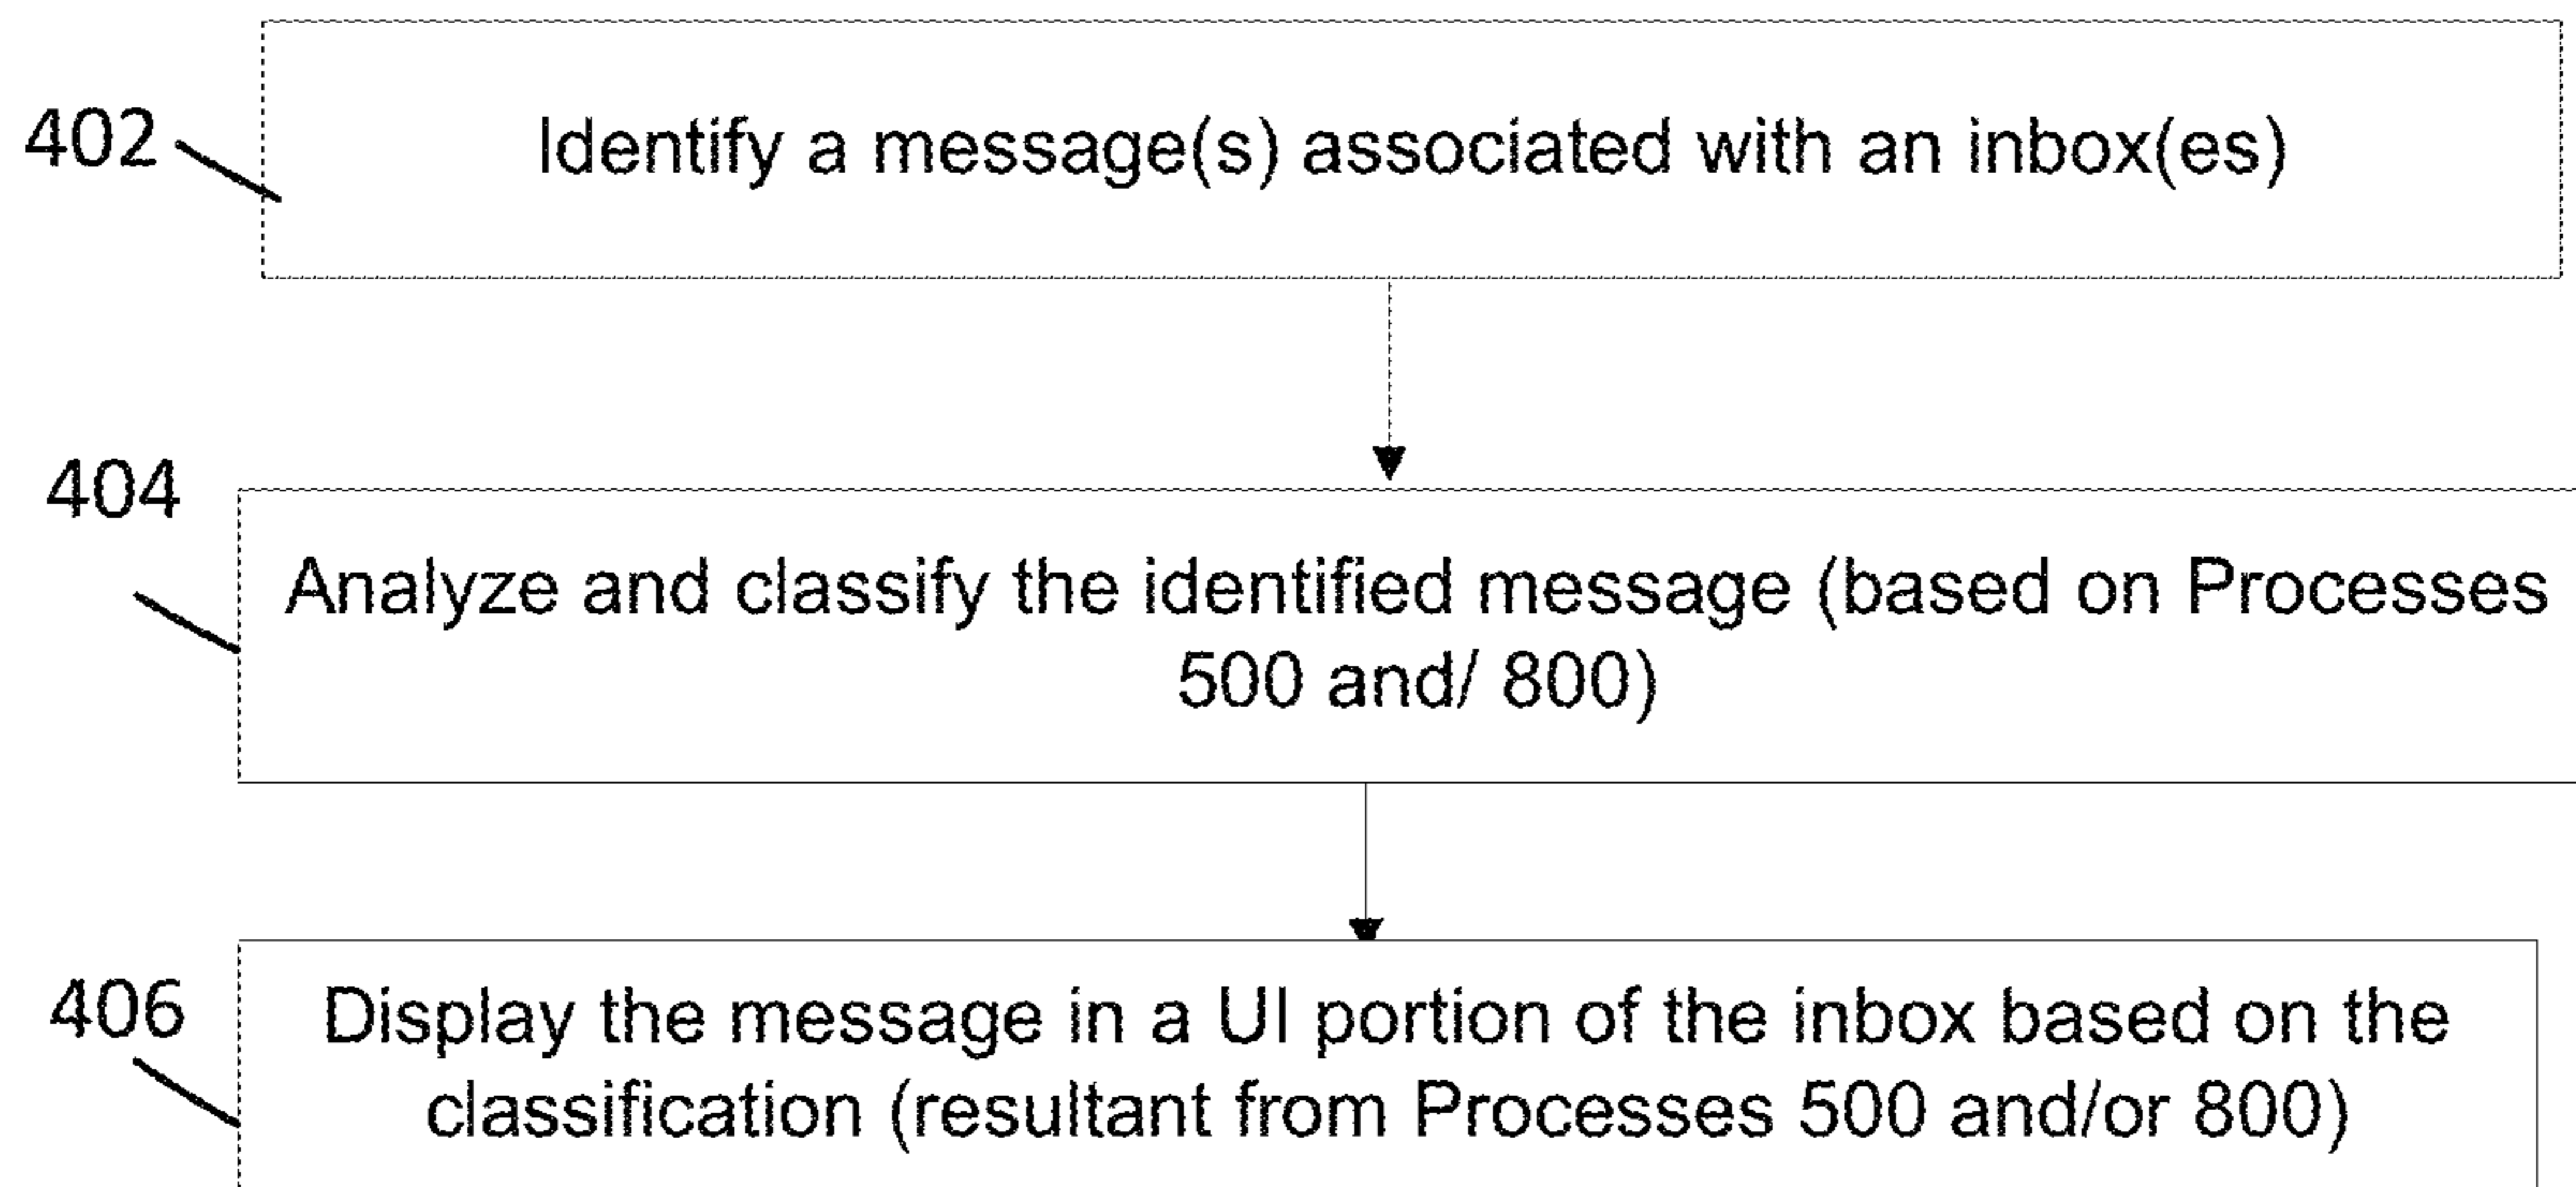 402
Identify a message(s) associated with an inbox(es)
404
Analyze and classify the identified message (based on Processes
500 and/ 800)
406
Display the message in a UI portion of the inbox based on the
classification (resultant from Processes 500 and/or 800)